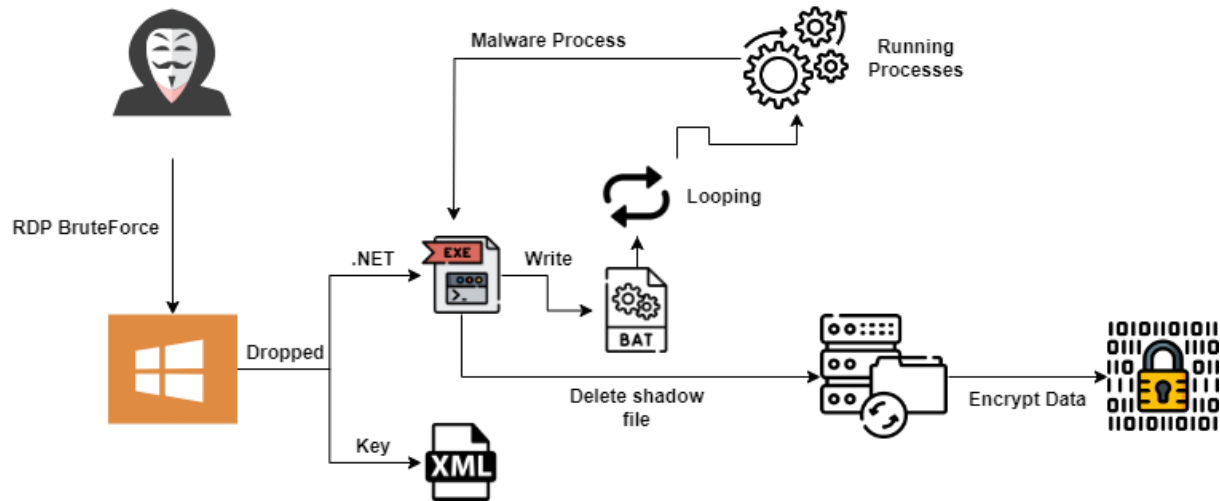 Malware Process
Running
Processes
Looping
RDP BruteForce
.NET
EXE
>_
Write
BAT
Dropped
Delete shadow
file
Encrypt Data
Key
XML
10110110101